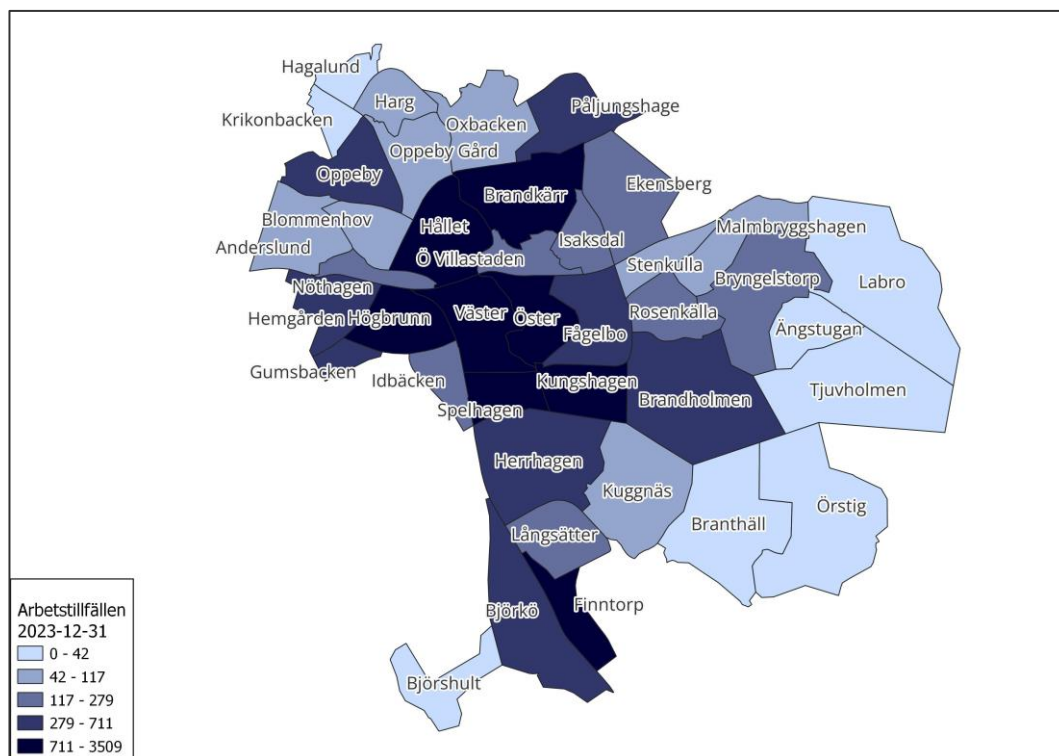 Hagalund
Harg
Påljungshage
Krikonbacken
Oxbacken
Oppeby Gård
Oppeby
Ekensberg
Brandkärr
Blommenhov
Hållet
Malmbryggshagen
Anderslund
Isaksdal
Ö Villastaden
Stenkulla
Bryngelstorp
Labro
Nöthagen
Väster
Öster
Rosenkälla
Hemgården
Högbrunn
Fågelbo
Ängstugan
Gumsbacken
Idbäcken
Kungshagen
Tjuvholmen
Brandholmen
Spelhagen
Herrhagen
Kuggnäs
Örstig
Branthäll
Långsätter
Finntorp
Björkö
Björshult
Arbetstillfällen
2023-12-31
0 - 42
42 - 117
117 - 279
279 - 711
711 - 3509